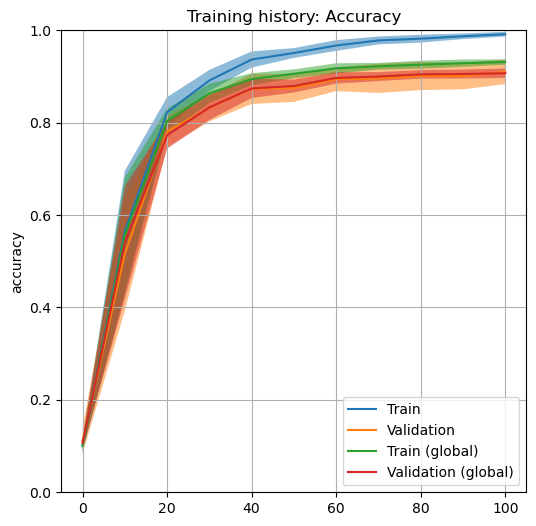 Training history: Accuracy
1.0
0.8
0.6
0.4
0.2
0.0
accuracy
0
20
40
60
80
100
Train
Validation
Train (global)
Validation (global)